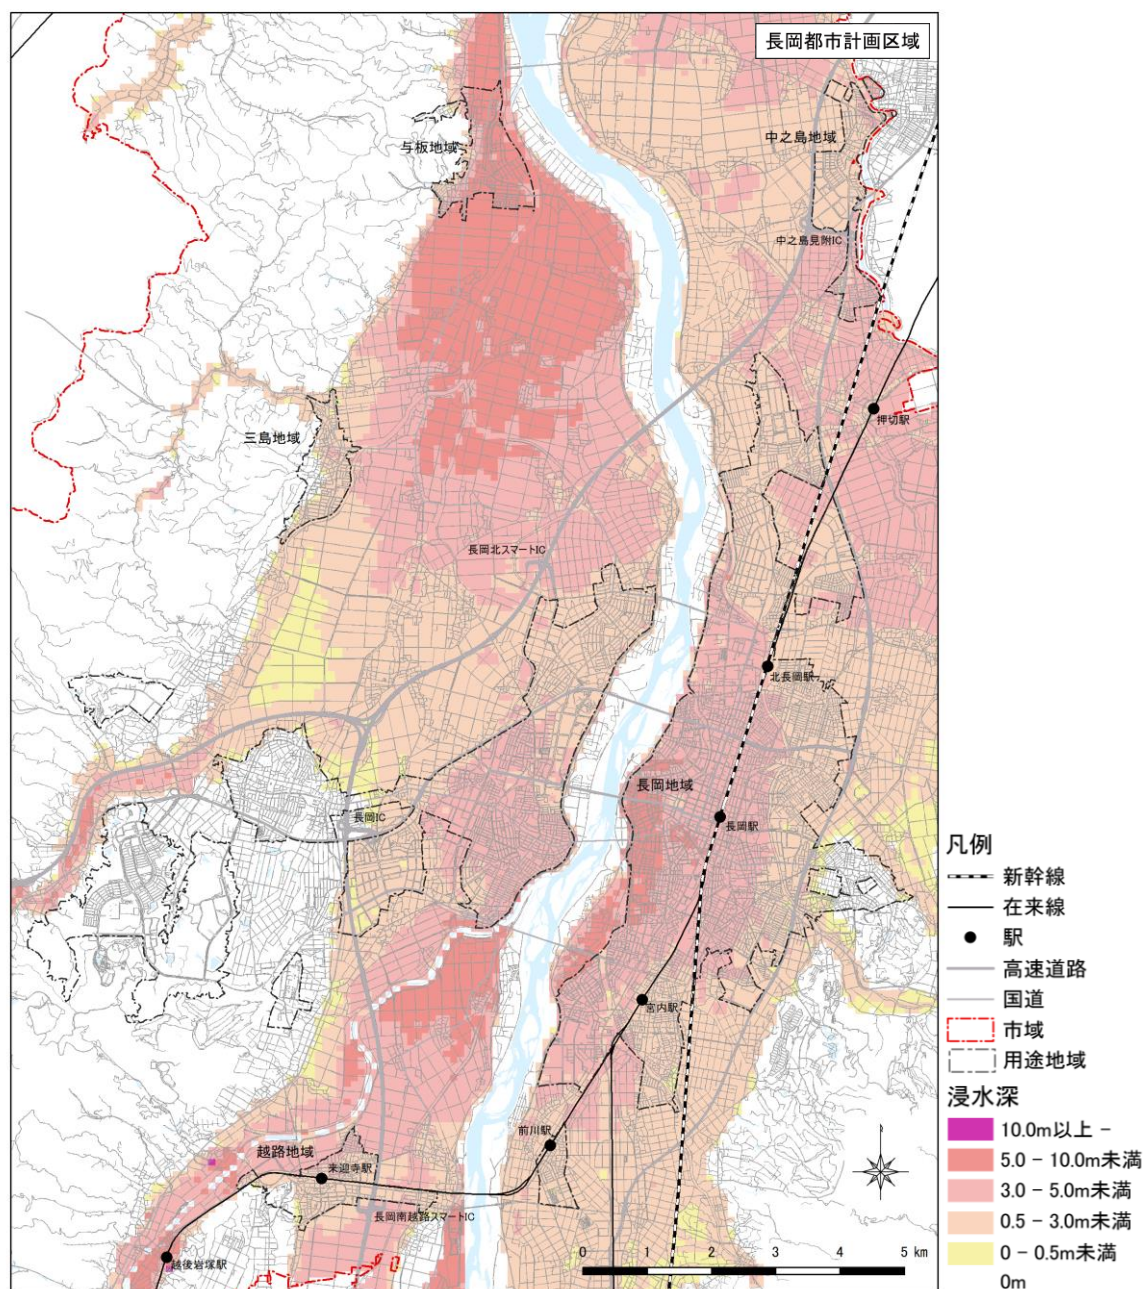 長岡都市計画区域
与板地域
中之島地域
中之島見附IC
押切駅
三島地域
長岡北スマートIC
北長岡駅
長岡地域
長岡駅
長岡IC
宮内駅
前川駅
越路地域
来迎寺駅
長岡南越路スマートIC
越後岩塚駅
0 1 2 3 4 5 km
凡例
新幹線
在来線
駅
高速道路
国道
市域
用途地域
浸水深
10.0m以上 -
5.0 - 10.0m未満
3.0 - 5.0m未満
0.5 - 3.0m未満
0 - 0.5m未満
0m